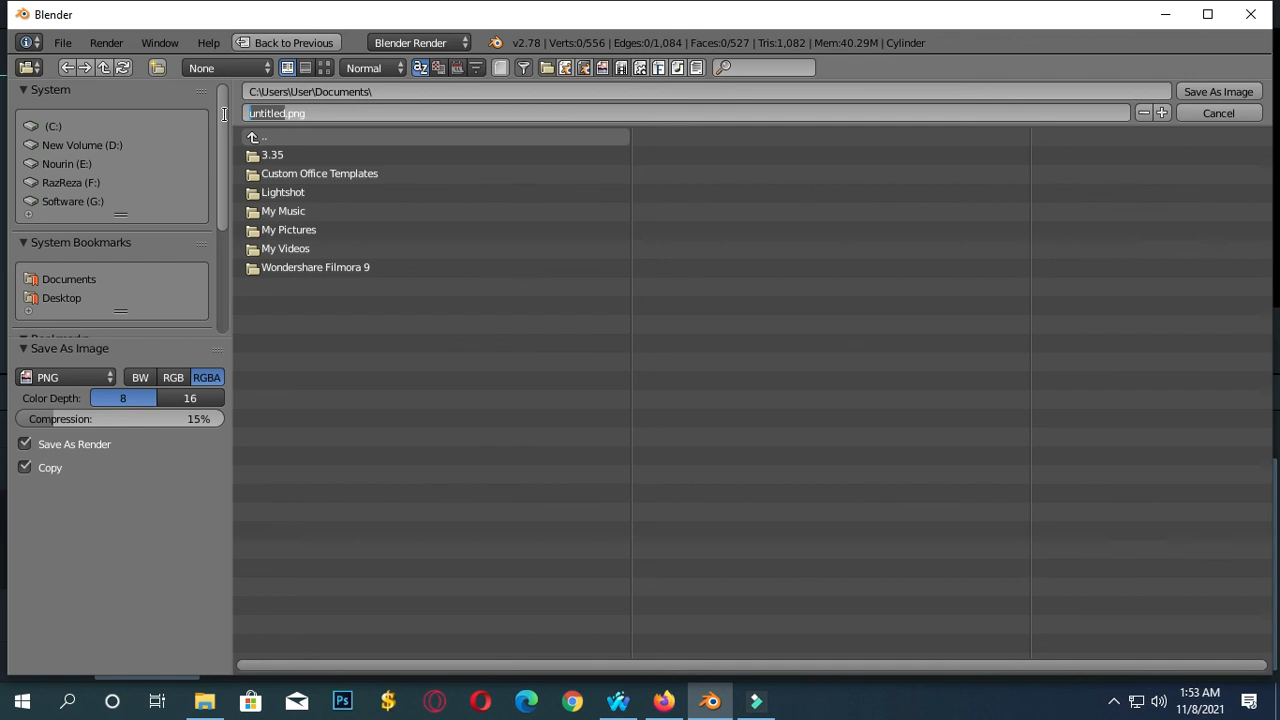 Blender
File Render Window Help Back to Previous Blender Render v2.78 | Verts:0/556 | Edges:0/1,084 | Faces:0/527 | Tris:1,082 | Mem:40.29M | Cylinder
None Normal
System
(C:)
New Volume (D:)
Nourin (E:)
RazReza (F:)
Software (G:)
System Bookmarks
Documents
Desktop
Save As Image
PNG BW RGB RGBA
Color Depth: 8 16
Compression: 15%
Save As Render
Copy
C:\Users\User\Documents\ Save As Image
untitled.png Cancel
..
3.35
Custom Office Templates
Lightshot
My Music
My Pictures
My Videos
Wondershare Filmora 9
1:53 AM
11/8/2021